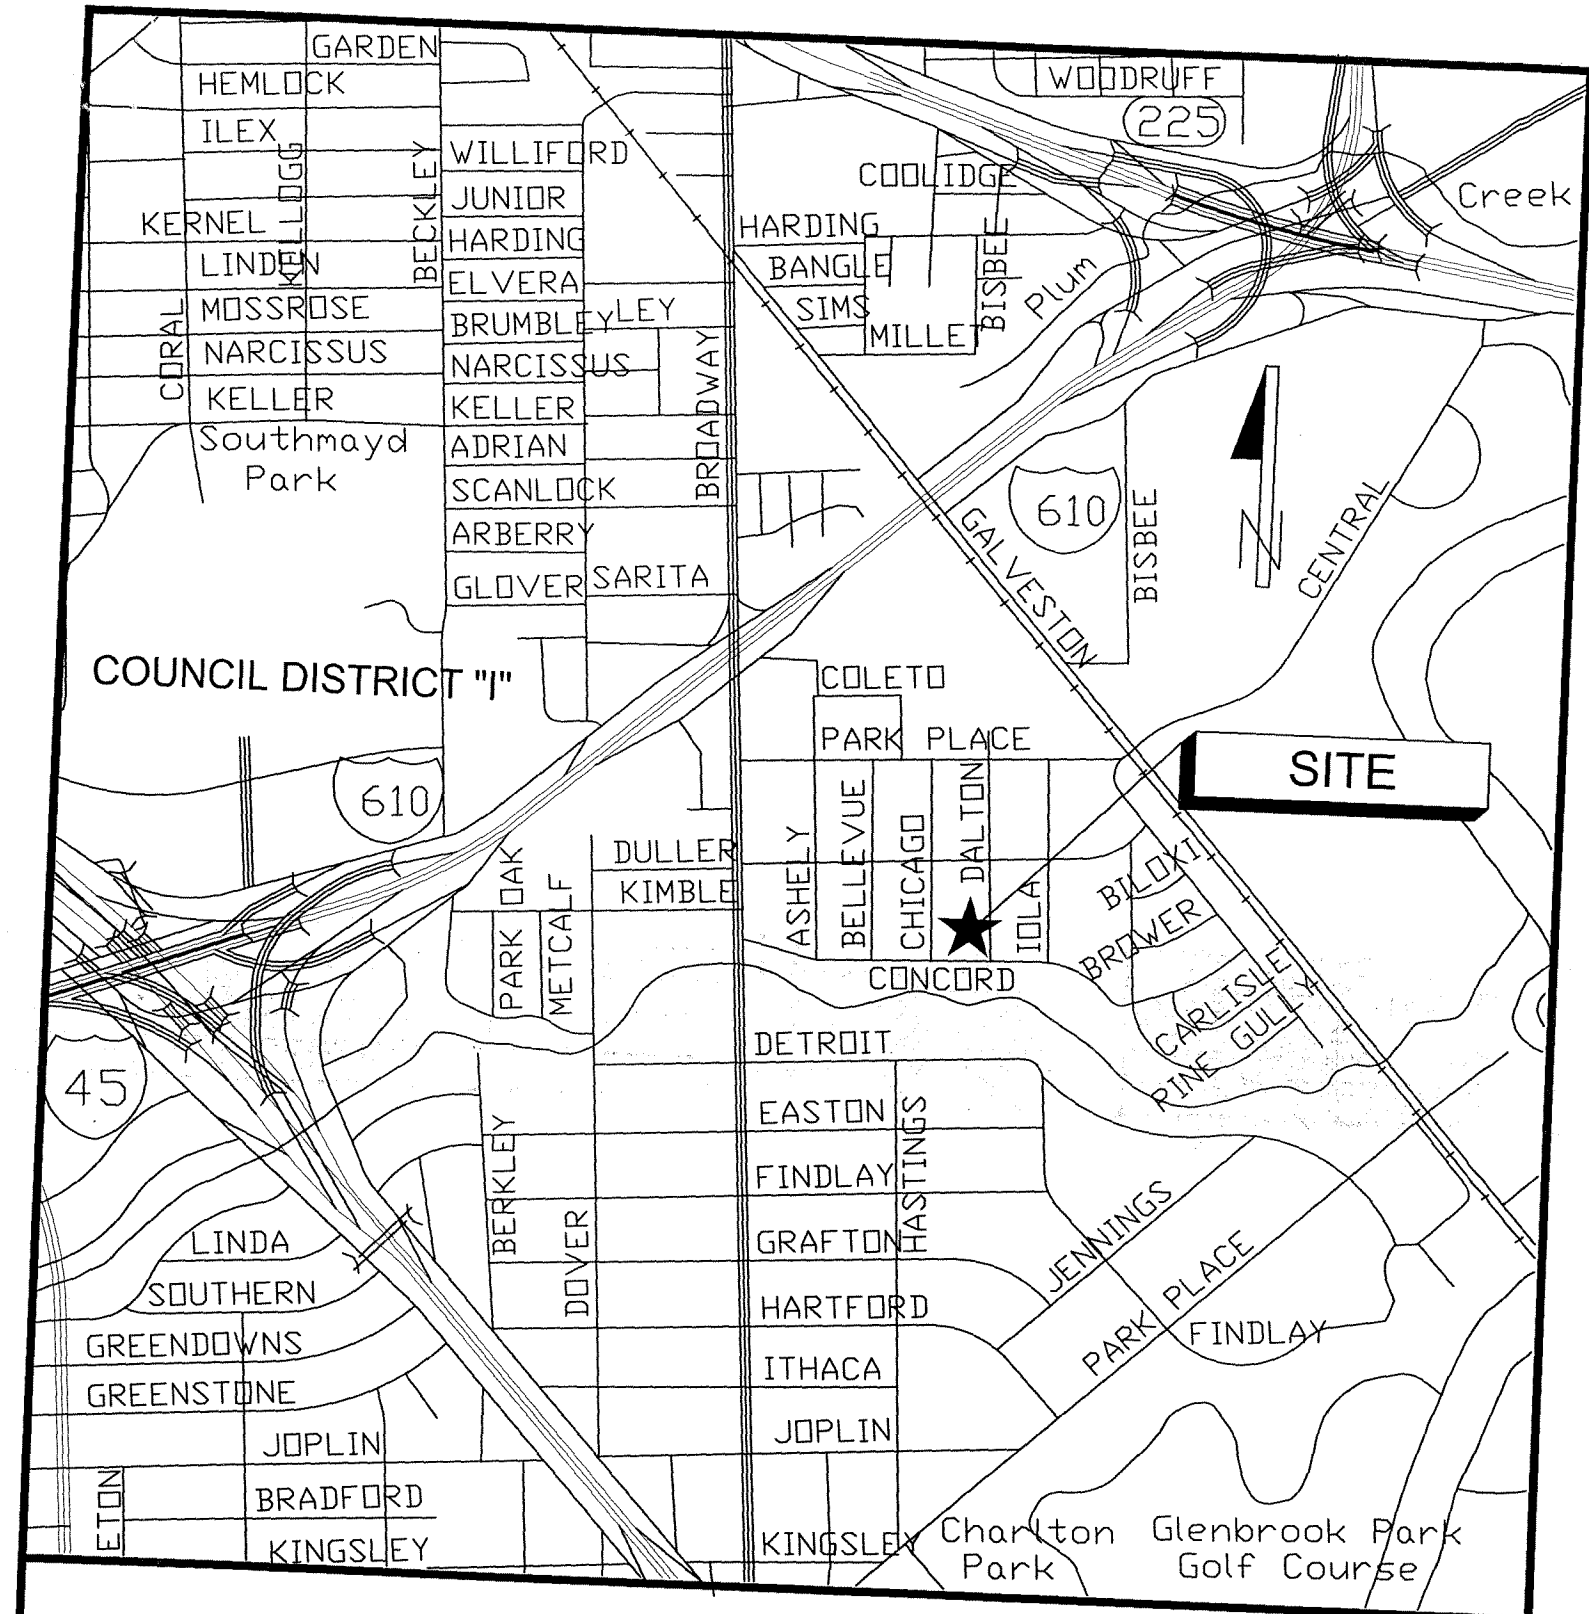 GARDEN
HEMLOCK
ILEX
KELLOGG
BECKLEY
KERNEL
LINDEN
MOSSROSE
CORAL
NARCISSUS
KELLER
Southmayd
Park
WILLIFORD
JUNIOR
HARDING
ELVERA
BRUMBLEY
LEY
NARCISSUS
KELLER
ADRIAN
SCANLOCK
ARBERRY
GLOVER
SARITA
BROADWAY
WOODRUFF
225
COOLIDGE
HARDING
BANGLE
SIMS
MILLET
BISBEE
Plum
Creek
610
GALVESTON
BISBEE
CENTRAL
N
COUNCIL DISTRICT "I"
COLETO
PARK PLACE
SITE
610
DULLER
KIMBLE
PARK OAK
METCALF
ASHELY
BELLEVUE
CHICAGO
DALTON
IOLA
BILOXI
BROWER
CARLISLE
PINE GULLY
CONCORD
45
DETROIT
EASTON
FINDLAY
HASTINGS
GRAFTON
HARTFORD
ITHACA
JOPLIN
BERKLEY
DOVER
JENNINGS
PARK PLACE
FINDLAY
LINDA
SOUTHERN
GREENDOWNS
GREENSTONE
JOPLIN
ETON
BRADFORD
KINGSLEY
KINGSLEY
Charlton
Park
Glenbrook Park
Golf Course